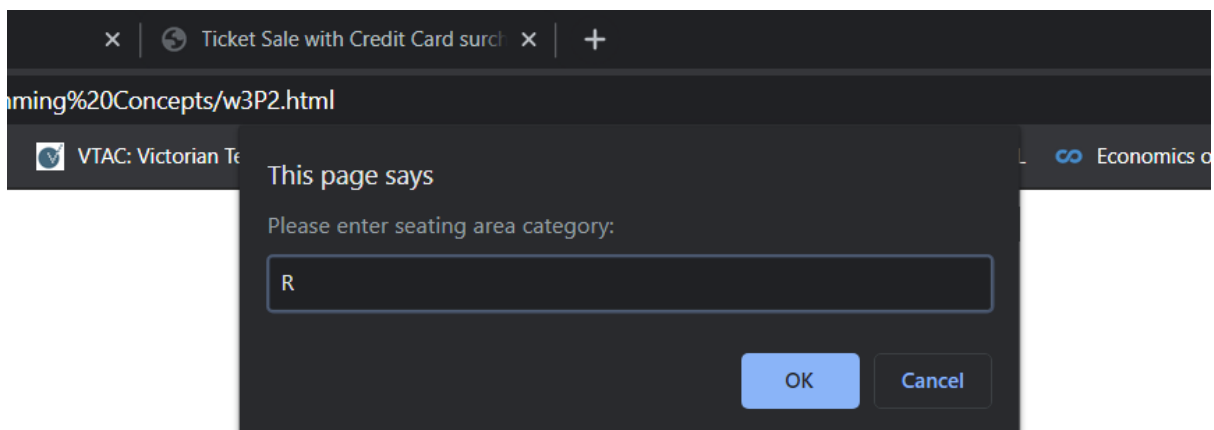 Ticket Sale with Credit Card surch
mming%20Concepts/w3P2.html
VTAC: Victorian Te
L
Economics o
This page says
Please enter seating area category:
R
OK
Cancel